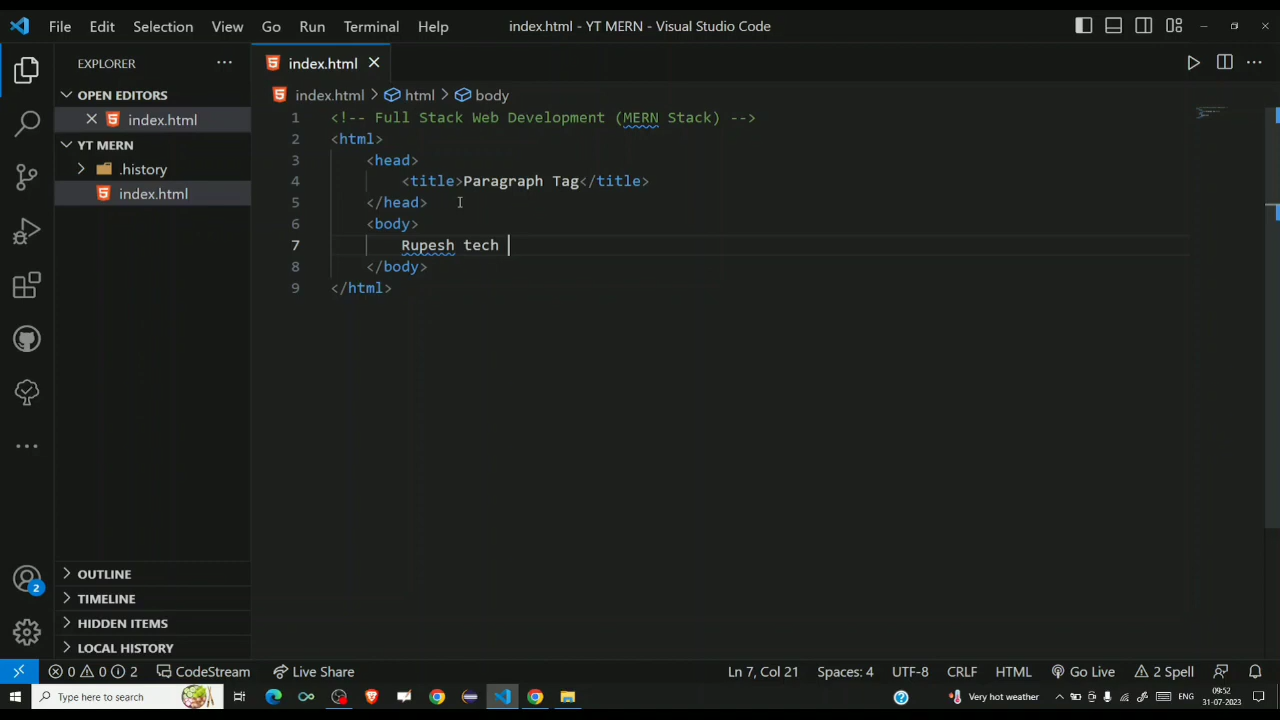 File Edit Selection View Go Run Terminal Help index.html - YT MERN - Visual Studio Code
EXPLORER
index.html
OPEN EDITORS
index.html
YT MERN
.history
index.html
index.html > html > body
1 <!-- Full Stack Web Development (MERN Stack) -->
2 <html>
3 <head>
4 <title>Paragraph Tag</title>
5 </head>
6 <body>
7 Rupesh tech
8 </body>
9 </html>
OUTLINE
TIMELINE
HIDDEN ITEMS
LOCAL HISTORY
2
0 0 2 CodeStream Live Share Ln 7, Col 21 Spaces: 4 UTF-8 CRLF HTML Go Live 2 Spell
Type here to search Very hot weather ENG 09:52
31-07-2023